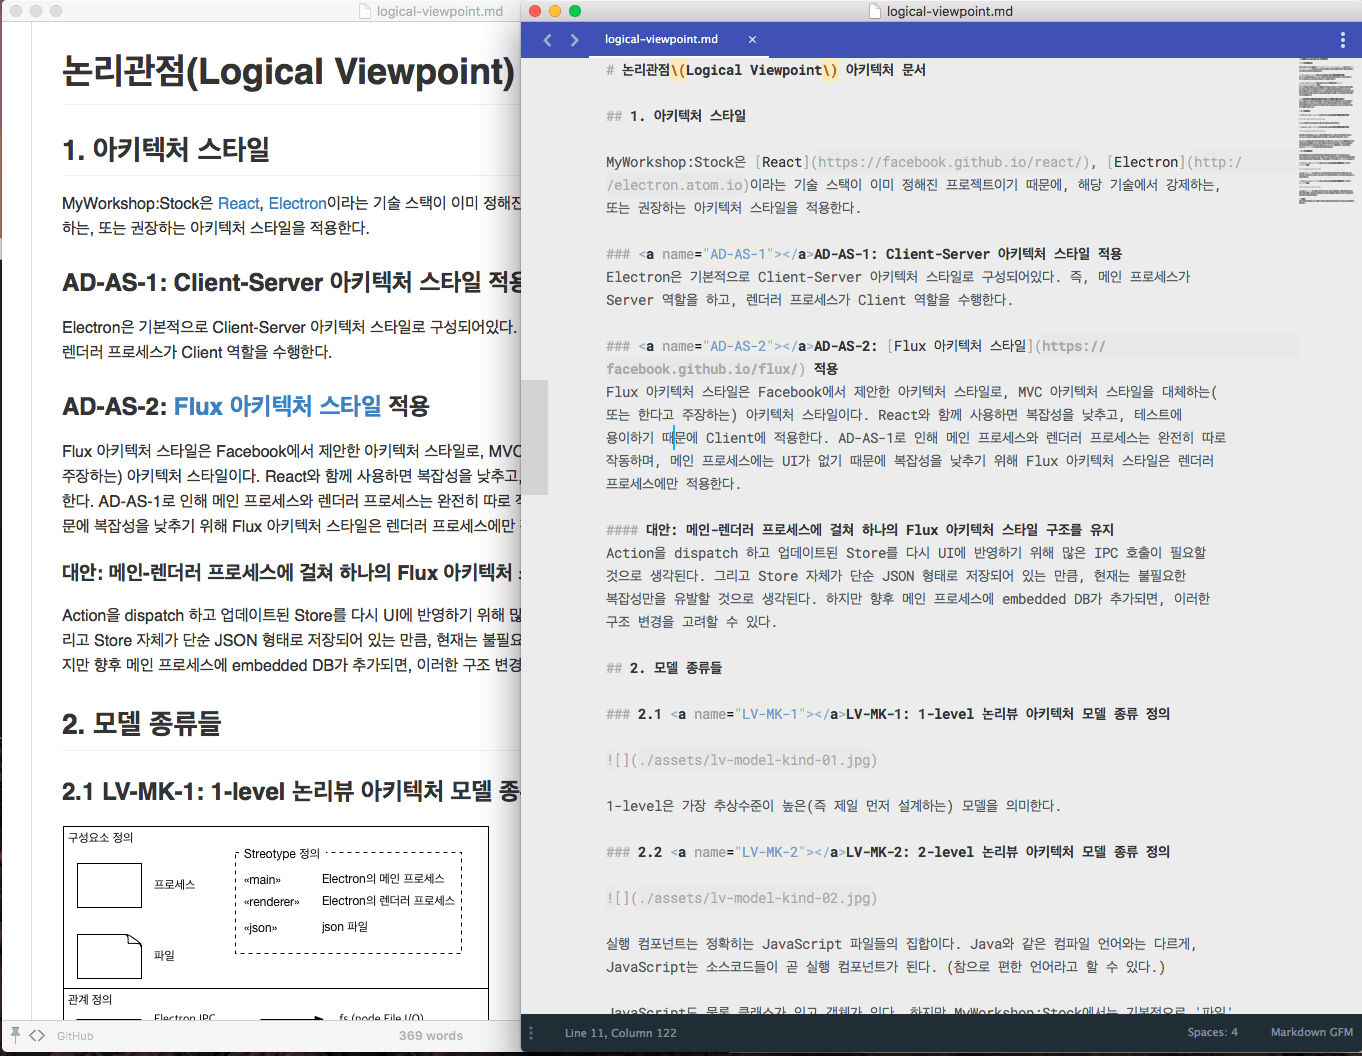 logical-viewpoint.md
논리관점(Logical Viewpoint)
1. 아키텍처 스타일
MyWorkshop:Stock은 React, Electron이라는 기술 스택이 이미 정해진
하는, 또는 권장하는 아키텍처 스타일을 적용한다.
AD-AS-1: Client-Server 아키텍처 스타일 적용
Electron은 기본적으로 Client-Server 아키텍처 스타일로 구성되어있다.
렌더러 프로세스가 Client 역할을 수행한다.
AD-AS-2: Flux 아키텍처 스타일 적용
Flux 아키텍처 스타일은 Facebook에서 제안한 아키텍처 스타일로, MVC
주장하는) 아키텍처 스타일이다. React와 함께 사용하면 복잡성을 낮추고,
한다. AD-AS-1로 인해 메인 프로세스와 렌더러 프로세스는 완전히 따로
문에 복잡성을 낮추기 위해 Flux 아키텍처 스타일은 렌더러 프로세스에만
대안: 메인-렌더러 프로세스에 걸쳐 하나의 Flux 아키텍처
Action을 dispatch 하고 업데이트된 Store를 다시 UI에 반영하기 위해 많
리고 Store 자체가 단순 JSON 형태로 저장되어 있는 만큼, 현재는 불필요
지만 향후 메인 프로세스에 embedded DB가 추가되면, 이러한 구조 변경
2. 모델 종류들
2.1 LV-MK-1: 1-level 논리뷰 아키텍처 모델 종
구성요소 정의
프로세스
파일
Streotype 정의
«main» Electron의 메인 프로세스
«renderer» Electron의 렌더러 프로세스
«json» json 파일
관계 정의
Electron IPC
fs (node File I/O)
GitHub
369 words
logical-viewpoint.md
logical-viewpoint.md ×
# 논리관점\(Logical Viewpoint\) 아키텍처 문서
## 1. 아키텍처 스타일
MyWorkshop:Stock은 [React](https://facebook.github.io/react/), [Electron](http:/
/electron.atom.io)이라는 기술 스택이 이미 정해진 프로젝트이기 때문에, 해당 기술에서 강제하는,
또는 권장하는 아키텍처 스타일을 적용한다.
### <a name="AD-AS-1"></a>AD-AS-1: Client-Server 아키텍처 스타일 적용
Electron은 기본적으로 Client-Server 아키텍처 스타일로 구성되어있다. 즉, 메인 프로세스가
Server 역할을 하고, 렌더러 프로세스가 Client 역할을 수행한다.
### <a name="AD-AS-2"></a>AD-AS-2: [Flux 아키텍처 스타일](https://
facebook.github.io/flux/) 적용
Flux 아키텍처 스타일은 Facebook에서 제안한 아키텍처 스타일로, MVC 아키텍처 스타일을 대체하는(
또는 한다고 주장하는) 아키텍처 스타일이다. React와 함께 사용하면 복잡성을 낮추고, 테스트에
용이하기 때문에 Client에 적용한다. AD-AS-1로 인해 메인 프로세스와 렌더러 프로세스는 완전히 따로
작동하며, 메인 프로세스에는 UI가 없기 때문에 복잡성을 낮추기 위해 Flux 아키텍처 스타일은 렌더러
프로세스에만 적용한다.
#### 대안: 메인-렌더러 프로세스에 걸쳐 하나의 Flux 아키텍처 스타일 구조를 유지
Action을 dispatch 하고 업데이트된 Store를 다시 UI에 반영하기 위해 많은 IPC 호출이 필요할
것으로 생각된다. 그리고 Store 자체가 단순 JSON 형태로 저장되어 있는 만큼, 현재는 불필요한
복잡성만을 유발할 것으로 생각된다. 하지만 향후 메인 프로세스에 embedded DB가 추가되면, 이러한
구조 변경을 고려할 수 있다.
## 2. 모델 종류들
### 2.1 <a name="LV-MK-1"></a>LV-MK-1: 1-level 논리뷰 아키텍처 모델 종류 정의
![](./assets/lv-model-kind-01.jpg)
1-level은 가장 추상수준이 높은(즉 제일 먼저 설계하는) 모델을 의미한다.
### 2.2 <a name="LV-MK-2"></a>LV-MK-2: 2-level 논리뷰 아키텍처 모델 종류 정의
![](./assets/lv-model-kind-02.jpg)
실행 컴포넌트는 정확히는 JavaScript 파일들의 집합이다. Java와 같은 컴파일 언어와는 다르게,
JavaScript는 소스코드들이 곧 실행 컴포넌트가 된다. (참으로 편한 언어라고 할 수 있다.)
JavaScript도 물론 클래스가 있고 객체가 있다. 하지만 MyWorkshop:Stock에서는 기본적으로 '파일'
Line 11, Column 122
Spaces: 4
Markdown GFM